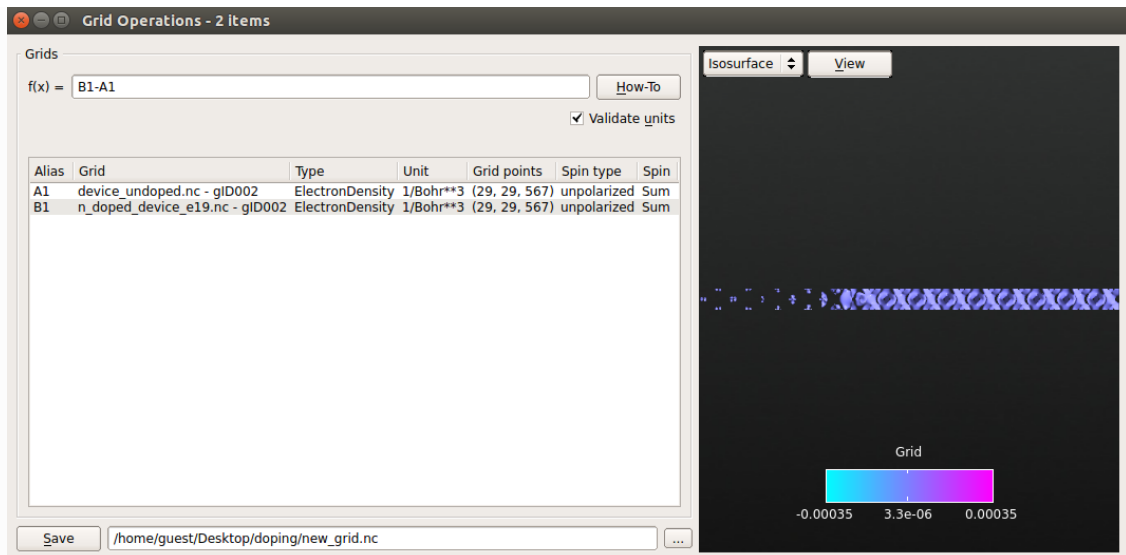 Grid Operations - 2 items
Grids
f(x) = B1-A1 How-To
Validate units
Alias Grid Type Unit Grid points Spin type Spin
A1 device_undoped.nc - gID002 ElectronDensity 1/Bohr**3 (29, 29, 567) unpolarized Sum
B1 n_doped_device_e19.nc - gID002 ElectronDensity 1/Bohr**3 (29, 29, 567) unpolarized Sum
Save /home/guest/Desktop/doping/new_grid.nc ...
Isosurface View
Grid
-0.00035 3.3e-06 0.00035